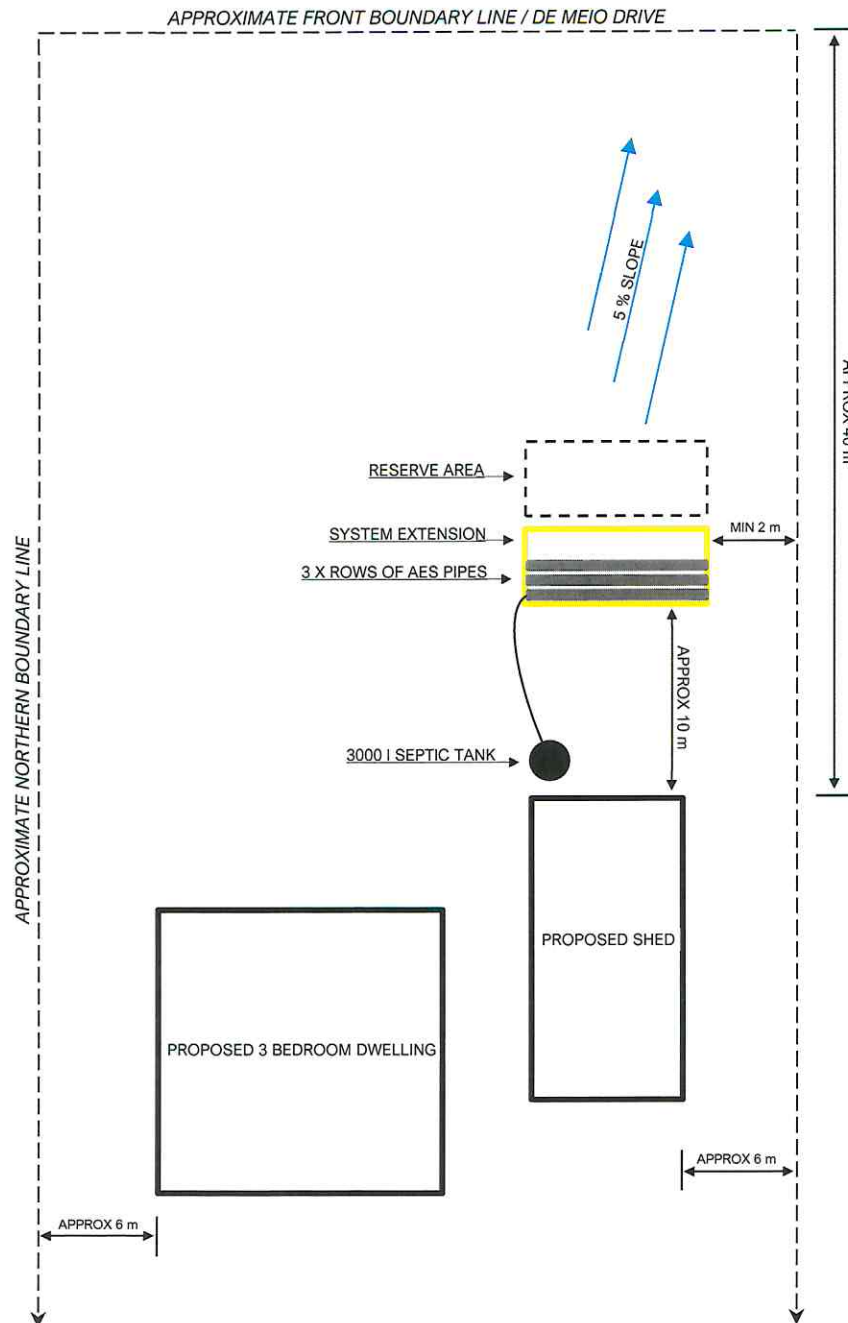 APPROXIMATE FRONT BOUNDARY LINE / DE MEIO DRIVE
5 % SLOPE
RESERVE AREA
SYSTEM EXTENSION
MIN 2 m
3 X ROWS OF AES PIPES
APPROX 10 m
3000 l SEPTIC TANK
APPROXIMATE NORTHERN BOUNDARY LINE
PROPOSED SHED
PROPOSED 3 BEDROOM DWELLING
APPROX 6 m
APPROX 6 m